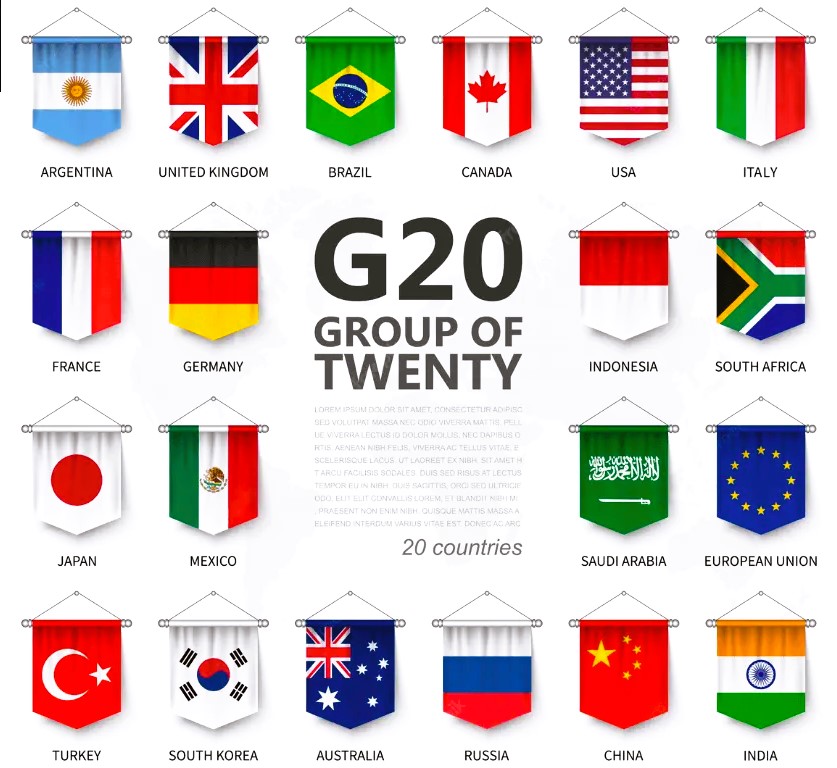 ARGENTINA
UNITED KINGDOM
BRAZIL
CANADA
USA
ITALY
G20
GROUP OF
TWENTY
FRANCE
GERMANY
INDONESIA
SOUTH AFRICA
LOREM IPSUM DOLOR SIT AMET, CONSECTETUR ADIPISC
SED VOLUTPAT MASSA NEC ODIO VIVERRA MATTIS. PELL
UE VIVERRA LECTUS ID DOLOR MOLLIS, NEC DAPIBUS O
RTIS. AENEAN NIBH FELIS, VIVERRA AC TELLUS VITAE, E
SCELERISQUE LACUS. UT LAOREET EX NIBH, SIT AMET H
T ARCU FACILISIS SODALES. DUIS SED RISUS AT LECTUS
TEMPOR EU IN NIBH. DUIS SAGITTIS, ORCI SED ULTRICIE
ODIO, ELIT ELIT CONVALLIS LOREM, ET BLANDIT NIBH MI
. PRAESENT NON ENIM NIBH. QUISQUE MATTIS MASSA A
ELEIFEND INTERDUM VARIUS VITAE EST. DONEC AC ARC
20 countries
JAPAN
MEXICO
SAUDI ARABIA
EUROPEAN UNION
TURKEY
SOUTH KOREA
AUSTRALIA
RUSSIA
CHINA
INDIA